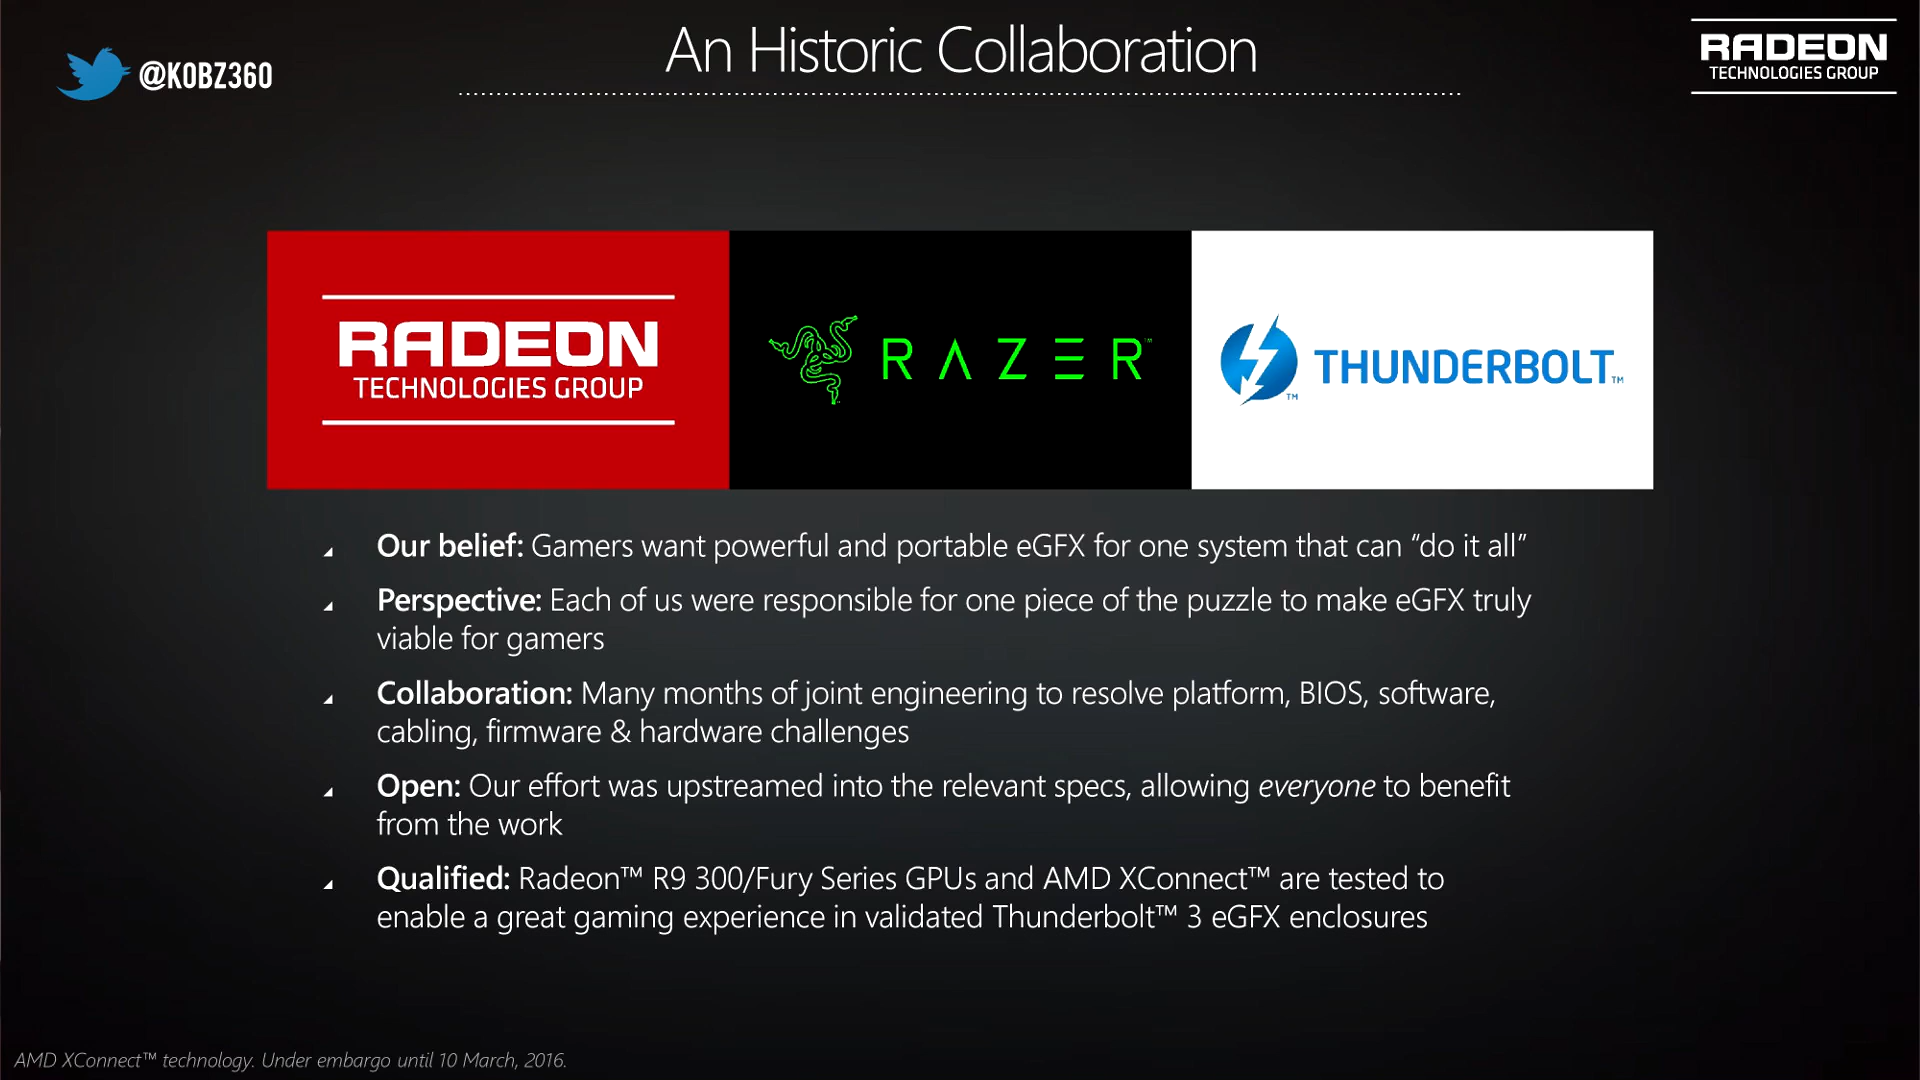 @KOBZ360
An Historic Collaboration
RADEON
TECHNOLOGIES GROUP
RADEON
TECHNOLOGIES GROUP
RAZER™
THUNDERBOLT™
Our belief: Gamers want powerful and portable eGFX for one system that can “do it all”
Perspective: Each of us were responsible for one piece of the puzzle to make eGFX truly
viable for gamers
Collaboration: Many months of joint engineering to resolve platform, BIOS, software,
cabling, firmware & hardware challenges
Open: Our effort was upstreamed into the relevant specs, allowing everyone to benefit
from the work
Qualified: Radeon™ R9 300/Fury Series GPUs and AMD XConnect™ are tested to
enable a great gaming experience in validated Thunderbolt™ 3 eGFX enclosures
AMD XConnect™ technology. Under embargo until 10 March, 2016.